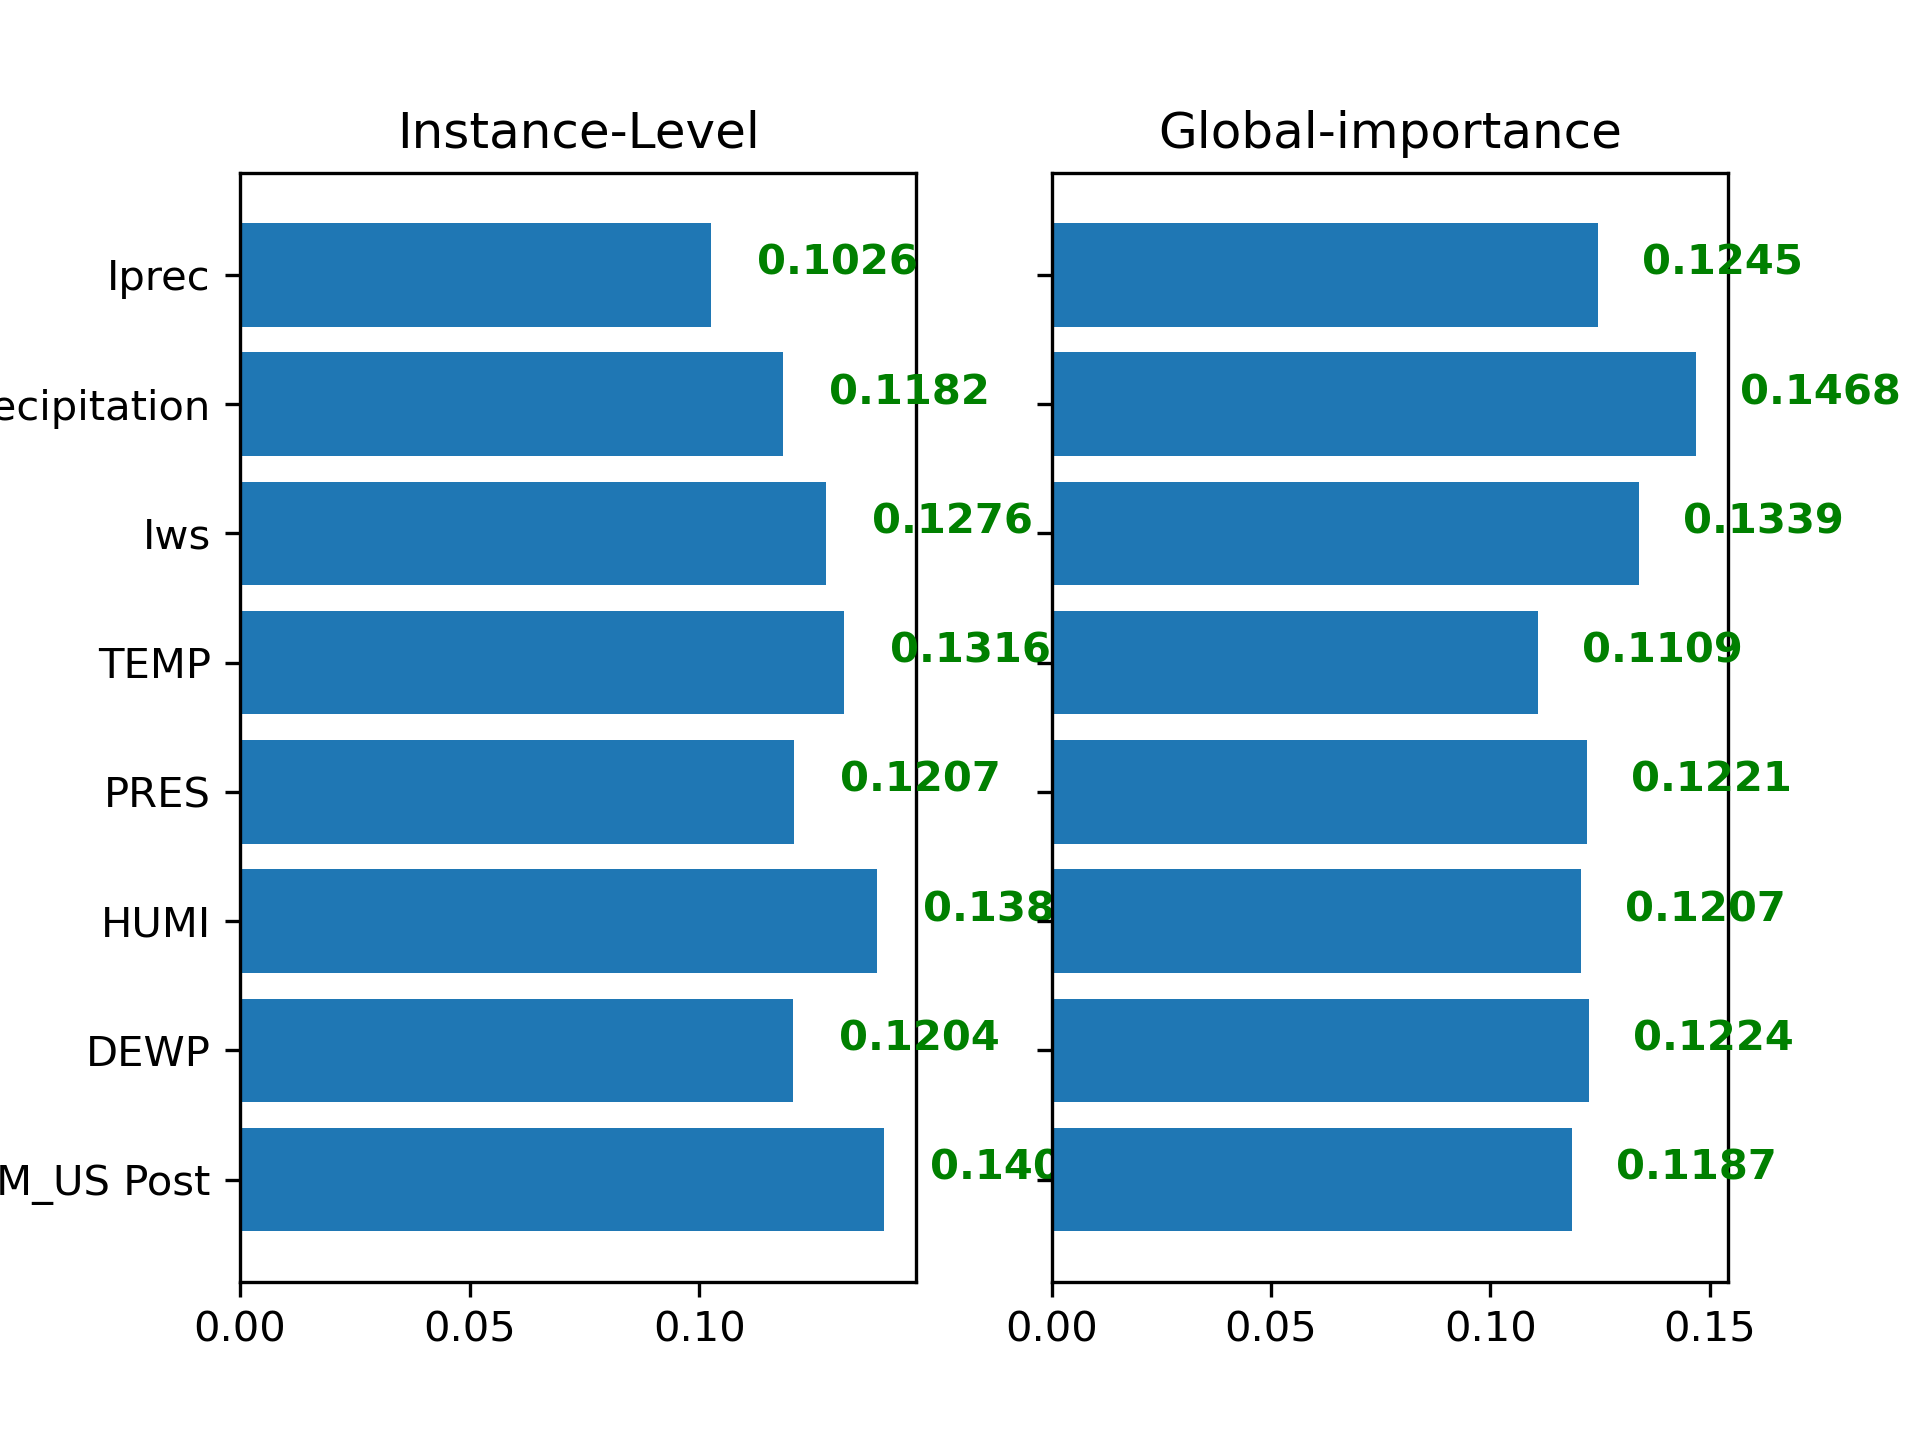 Instance-Level
Iprec
ecipitation
Iws
TEMP
PRES
HUMI
DEWP
M_US Post
0.1026
0.1182
0.1276
0.1316
0.1207
0.138
0.1204
0.140
0.00 0.05 0.10
Global-importance
0.1245
0.1468
0.1339
0.1109
0.1221
0.1207
0.1224
0.1187
0.00 0.05 0.10 0.15